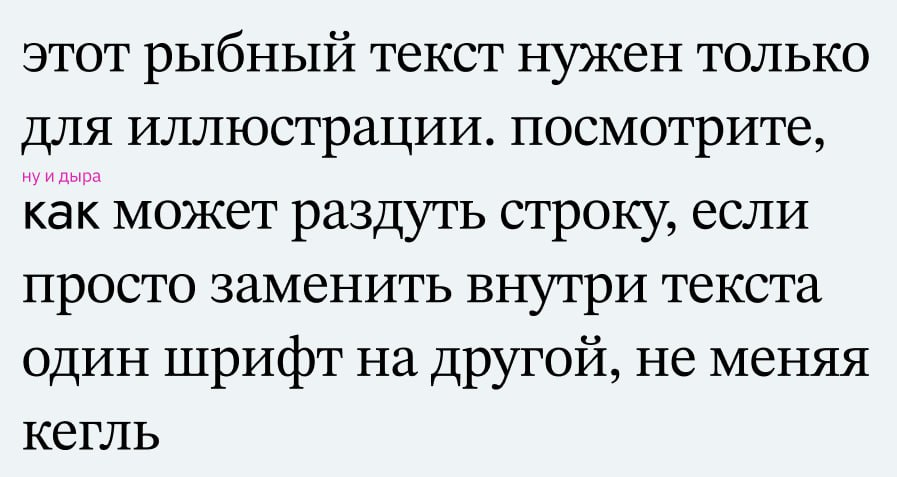 этот рыбный текст нужен только
для иллюстрации. посмотрите,
ну и дыра
как может раздуть строку, если
просто заменить внутри текста
один шрифт на другой, не меняя
кегль